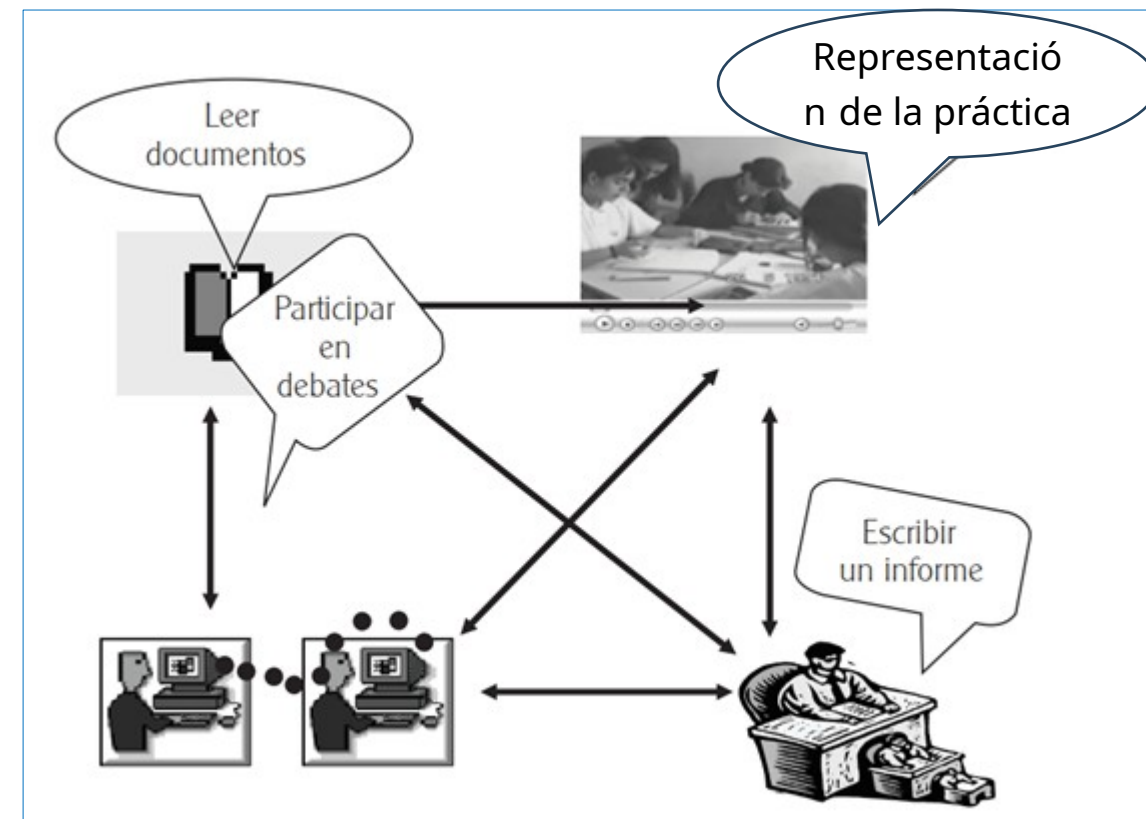 Representació
n de la práctica
Leer
documentos
Participar
en
debates
Escribir
un informe